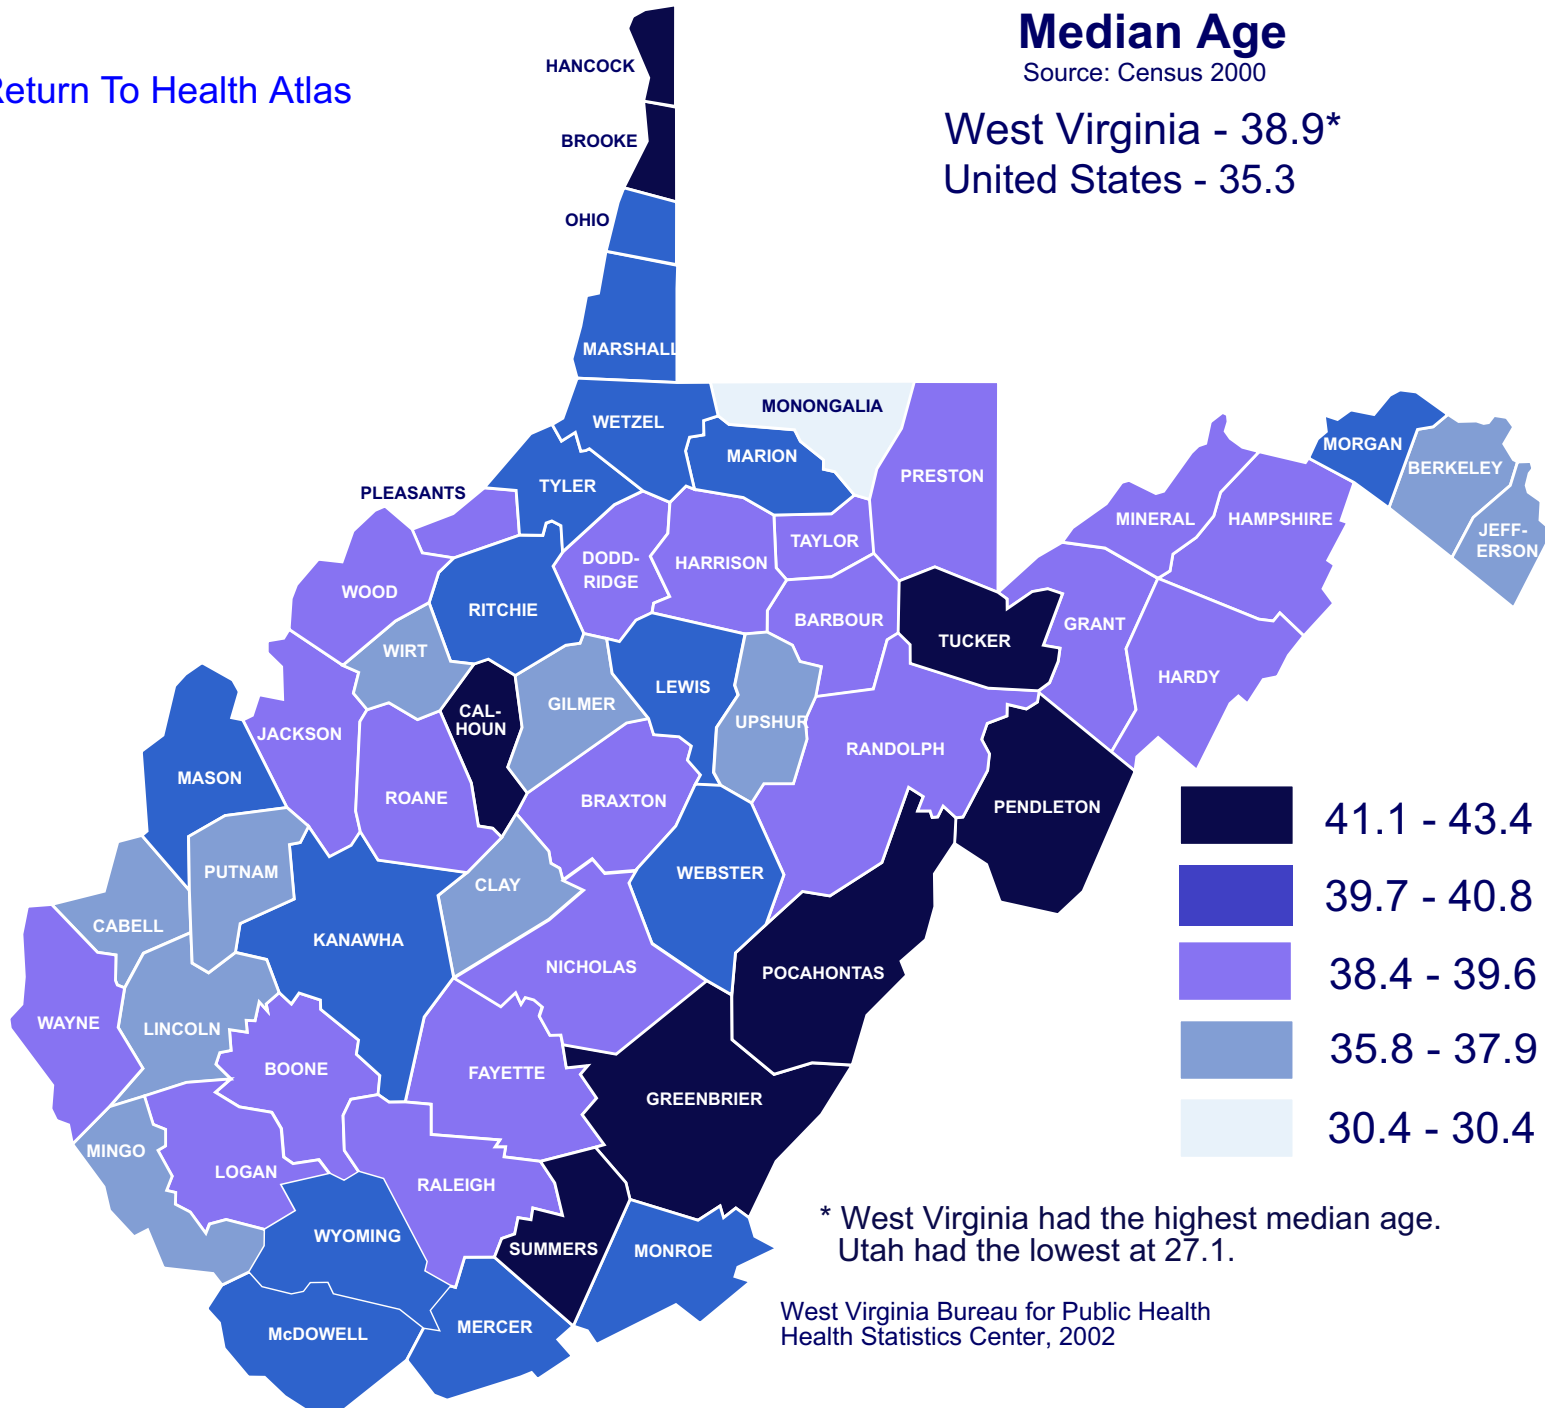 Median Age
Source: Census 2000
Return To Health Atlas
West Virginia - 38.9*
United States - 35.3
HANCOCK
BROOKE
OHIO
MARSHALL
WETZEL
MONONGALIA
MARION
PRESTON
MORGAN
BERKELEY
JEFF-
ERSON
TYLER
PLEASANTS
MINERAL
HAMPSHIRE
TAYLOR
DODD-
RIDGE
HARRISON
WOOD
RITCHIE
BARBOUR
TUCKER
GRANT
HARDY
WIRT
LEWIS
GILMER
CAL-
HOUN
UPSHUR
JACKSON
RANDOLPH
MASON
ROANE
BRAXTON
PENDLETON
PUTNAM
CLAY
WEBSTER
CABELL
KANAWHA
NICHOLAS
POCAHONTAS
WAYNE
LINCOLN
BOONE
FAYETTE
GREENBRIER
MINGO
LOGAN
RALEIGH
WYOMING
SUMMERS
MONROE
McDOWELL
MERCER
41.1 - 43.4
39.7 - 40.8
38.4 - 39.6
35.8 - 37.9
30.4 - 30.4
* West Virginia had the highest median age.
Utah had the lowest at 27.1.
West Virginia Bureau for Public Health
Health Statistics Center, 2002